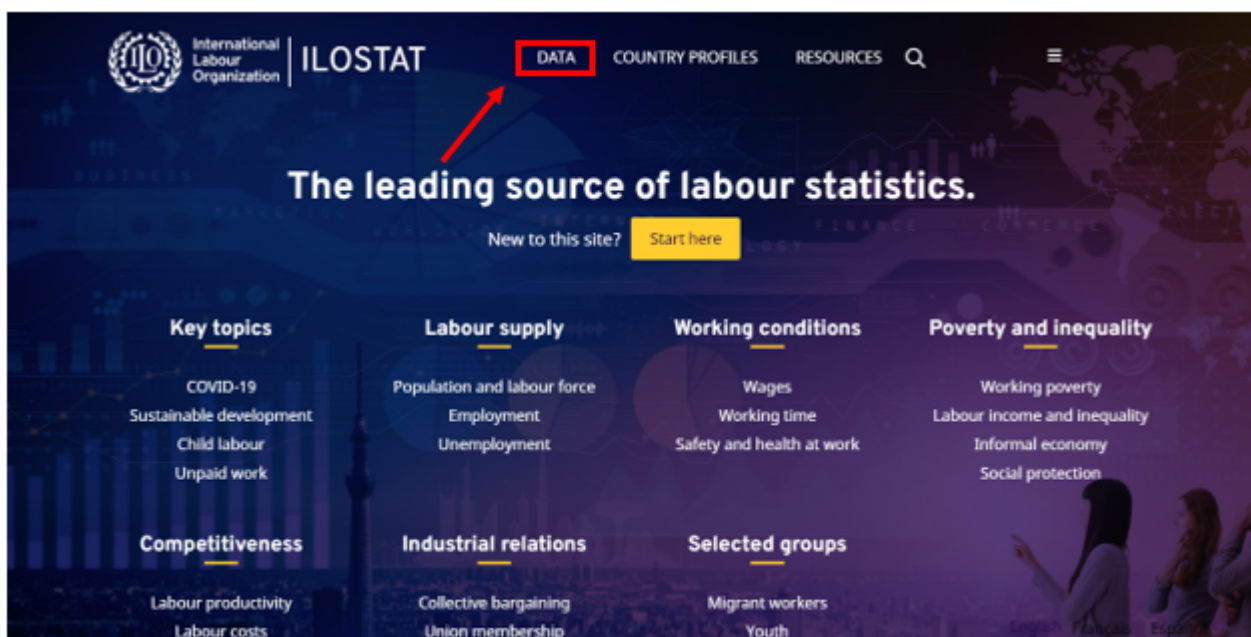 International
Labour
Organization
ILOSTAT
DATA COUNTRY PROFILES RESOURCES
The leading source of labour statistics.
New to this site? Start here
Key topics
COVID-19
Sustainable development
Child labour
Unpaid work
Labour supply
Population and labour force
Employment
Unemployment
Working conditions
Wages
Working time
Safety and health at work
Poverty and inequality
Working poverty
Labour income and inequality
Informal economy
Social protection
Competitiveness
Labour productivity
Labour costs
Industrial relations
Collective bargaining
Union membership
Selected groups
Migrant workers
Youth
English Français Español